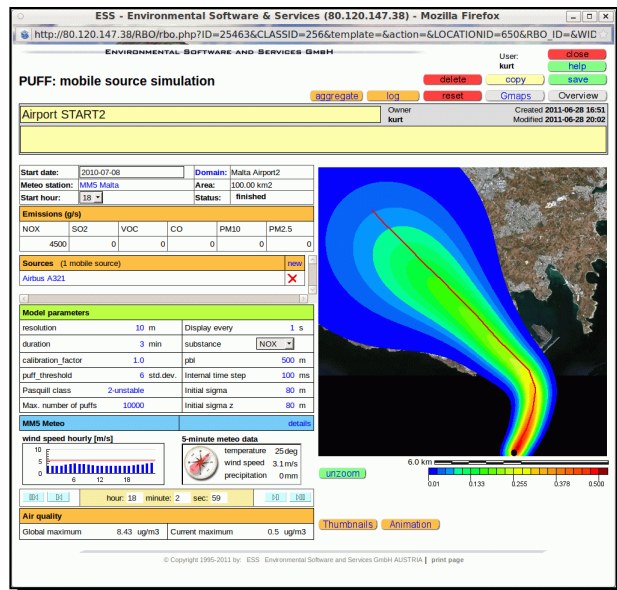 ESS - Environmental Software & Services (80.120.147.38) - Mozilla Firefox
http://80.120.147.38/RBO/rbo.php?ID=25463&CLASSID=256&template=&action=&LOCATIONID=650&RBO_ID=&WID
Environmental Software and Services GmbH
User: kurt
close
help
PUFF: mobile source simulation
delete copy save
aggregate log reset Gmaps Overview
Airport START2
Owner kurt
Created 2011-06-28 16:51
Modified 2011-06-28 20:02
Start date: 2010-07-08 Domain: Malta Airport2
Meteo station: MM5 Malta Area: 100.00 km2
Start hour: 18 Status: finished
Emissions (g/s)
NOX SO2 VOC CO PM10 PM2.5
4500 0 0 0 0 0
Sources (1 mobile source) new
Airbus A321
Model parameters
resolution 10 m Display every 1 s
duration 3 min substance NOX
calibration_factor 1.0 pbl 500 m
puff_threshold 6 std.dev. Internal time step 100 ms
Pasquill class 2-unstable Initial sigma 80 m
Max. number of puffs 10000 Initial sigma z 80 m
MM5 Meteo details
wind speed hourly [m/s]
10
5
0
6 12 18
5-minute meteo data
temperature 25 deg
wind speed 3.1 m/s
precipitation 0 mm
hour: 18 minute: 2 sec: 59
Air quality
Global maximum 8.43 ug/m3 Current maximum 0.5 ug/m3
unzoom
6.0 km
0.01 0.133 0.255 0.378 0.500
Thumbnails Animation
© Copyright 1995-2011 by: ESS Environmental Software and Services GmbH AUSTRIA | print page